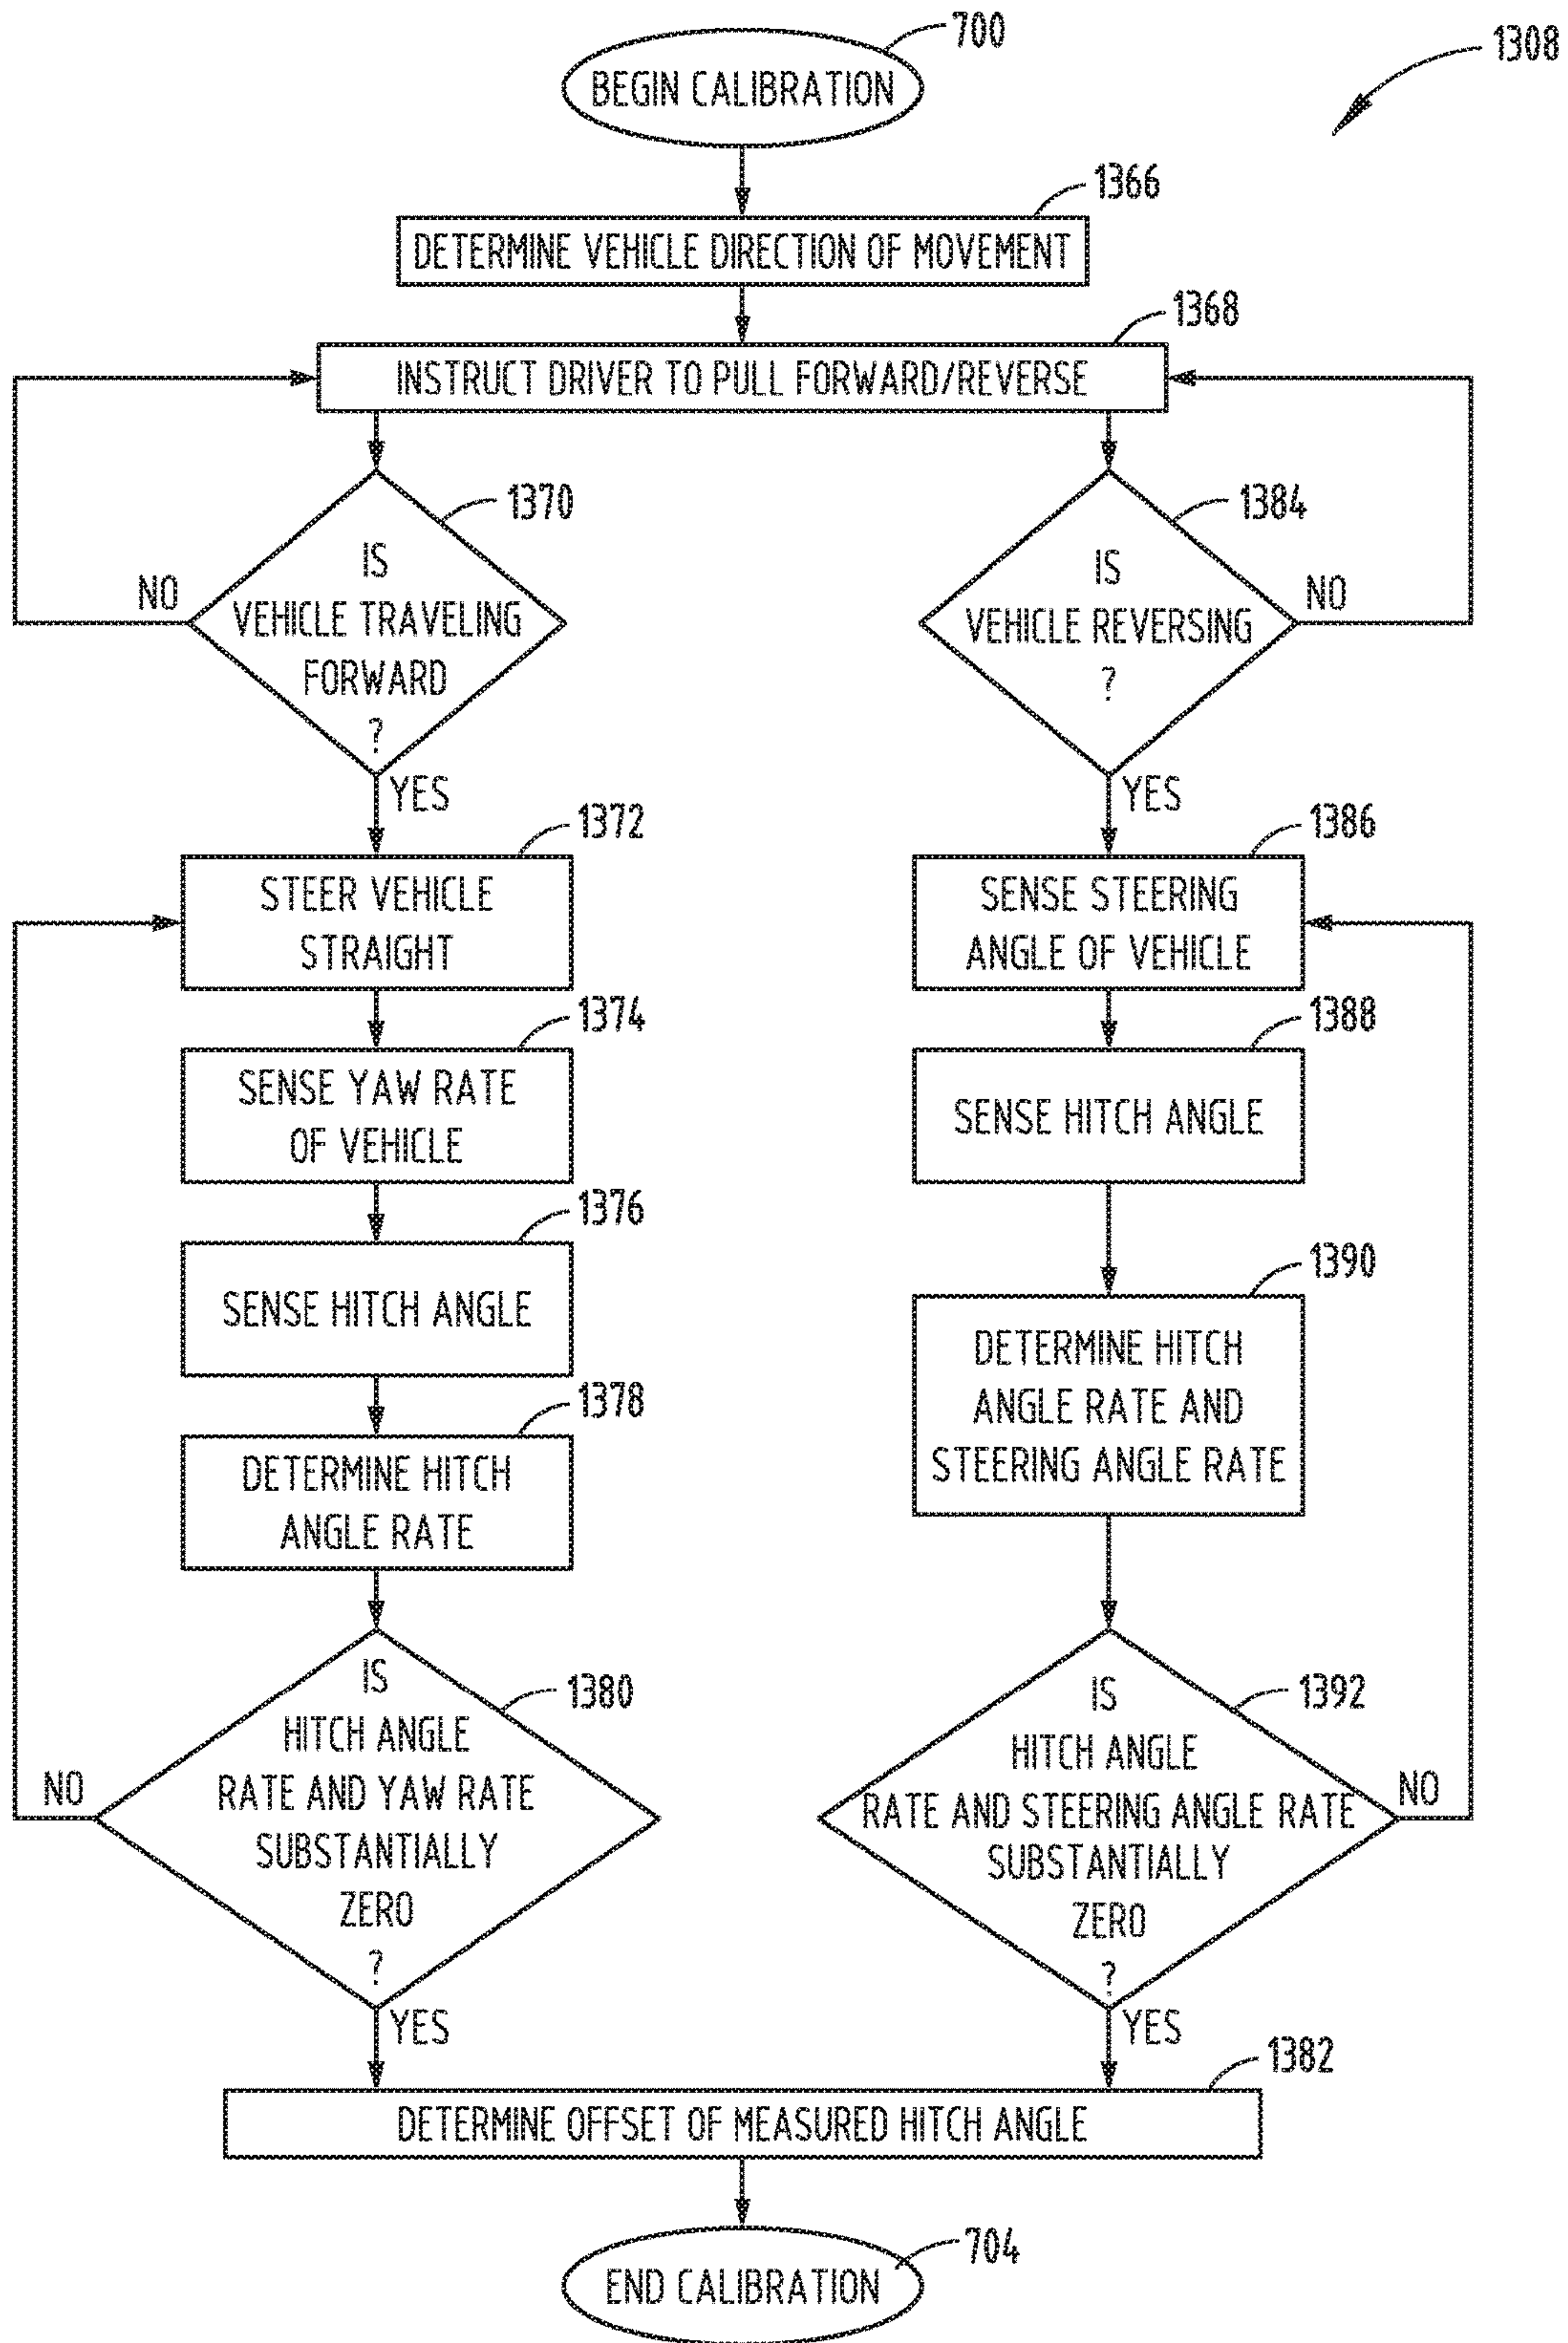 700
BEGIN CALIBRATION
1308
1366
DETERMINE VEHICLE DIRECTION OF MOVEMENT
1368
INSTRUCT DRIVER TO PULL FORWARD/REVERSE
1370
IS
VEHICLE TRAVELING
FORWARD
?
NO
YES
1372
STEER VEHICLE
STRAIGHT
1374
SENSE YAW RATE
OF VEHICLE
1376
SENSE HITCH ANGLE
1378
DETERMINE HITCH
ANGLE RATE
1380
IS
HITCH ANGLE
RATE AND YAW RATE
SUBSTANTIALLY
ZERO
?
NO
YES
1384
IS
VEHICLE REVERSING
?
NO
YES
1386
SENSE STEERING
ANGLE OF VEHICLE
1388
SENSE HITCH ANGLE
1390
DETERMINE HITCH
ANGLE RATE AND
STEERING ANGLE RATE
1392
IS
HITCH ANGLE
RATE AND STEERING ANGLE RATE
SUBSTANTIALLY
ZERO
?
NO
YES
1382
DETERMINE OFFSET OF MEASURED HITCH ANGLE
704
END CALIBRATION